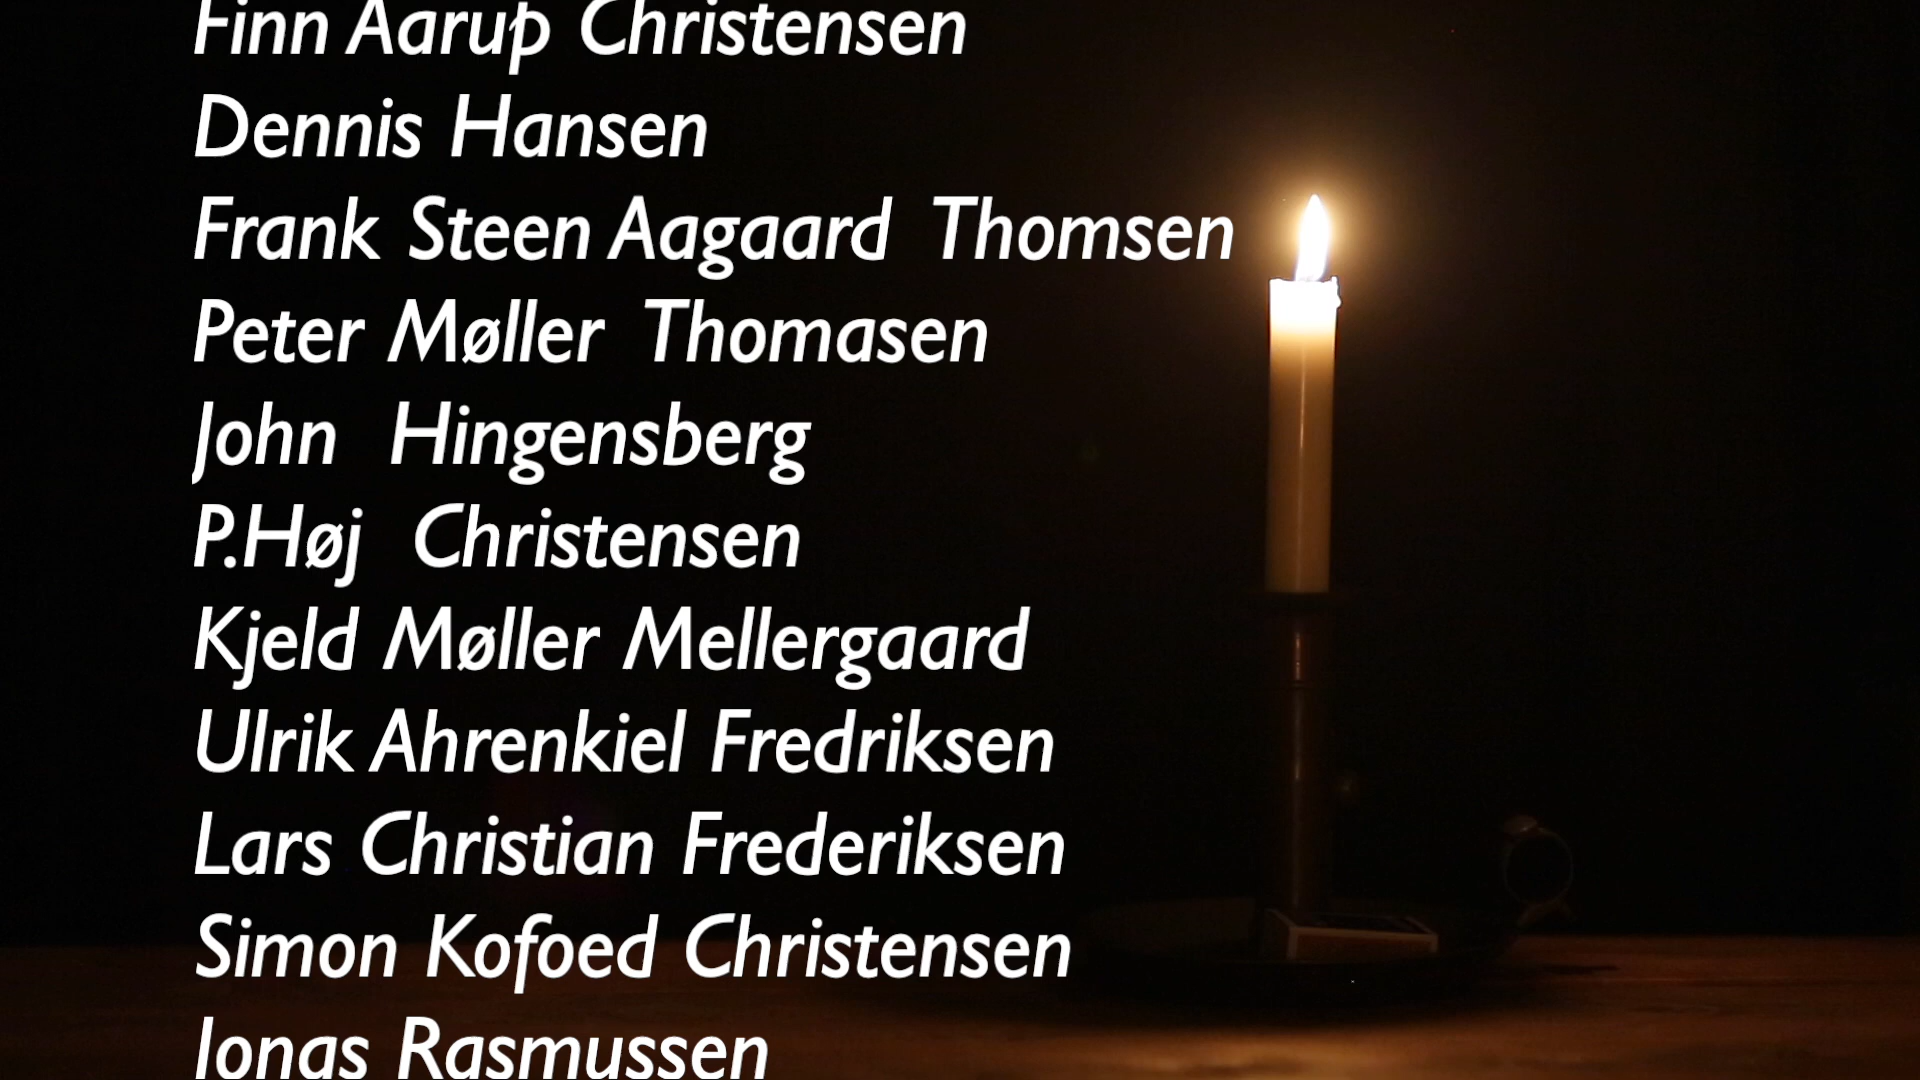 Finn Aarup Christensen
Dennis Hansen
Frank Steen Aagaard Thomsen
Peter Møller Thomasen
John Hingensberg
P.Høj Christensen
Kjeld Møller Mellergaard
Ulrik Ahrenkiel Fredriksen
Lars Christian Frederiksen
Simon Kofoed Christensen
Jonas Rasmussen